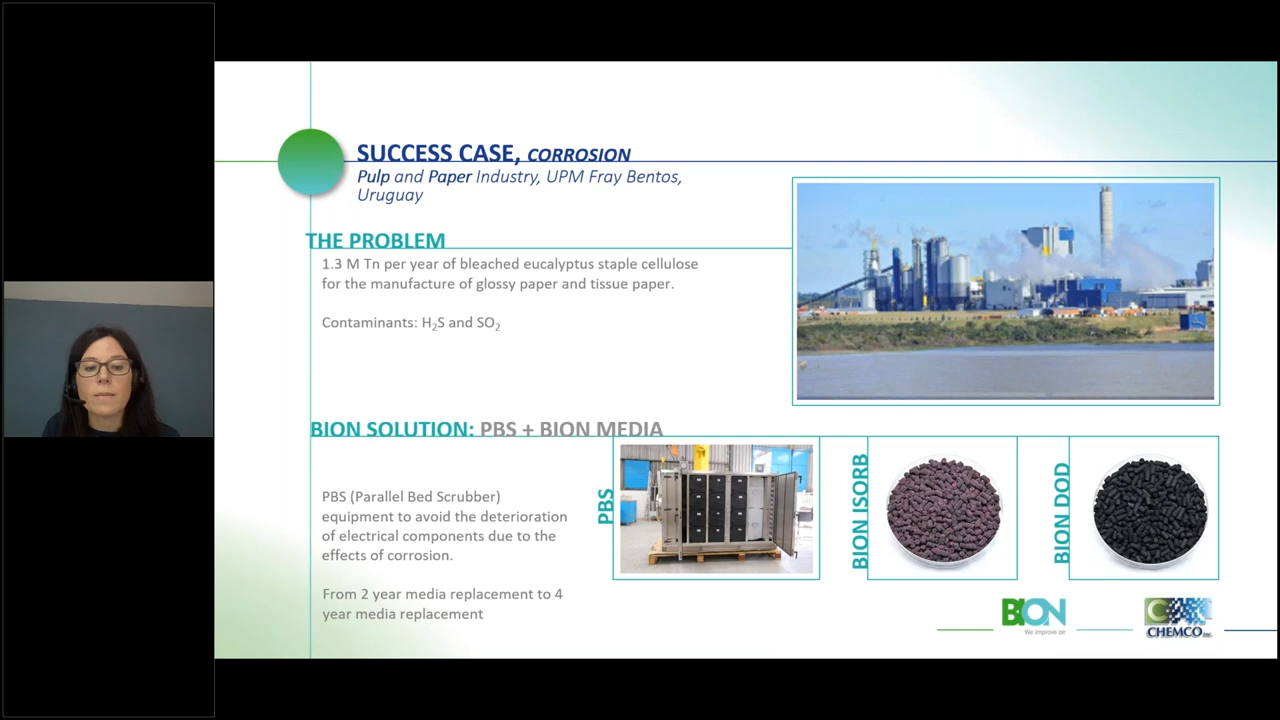 SUCCESS CASE, CORROSION
Pulp and Paper Industry, UPM Fray Bentos,
Uruguay
THE PROBLEM
1.3 M Tn per year of bleached eucalyptus staple cellulose
for the manufacture of glossy paper and tissue paper.
Contaminants: H₂S and SO₂
BION SOLUTION: PBS + BION MEDIA
PBS (Parallel Bed Scrubber)
equipment to avoid the deterioration
of electrical components due to the
effects of corrosion.
From 2 year media replacement to 4
year media replacement
PBS
BION ISORB
BION DOD
BION
We improve air
CHEMCO Inc.